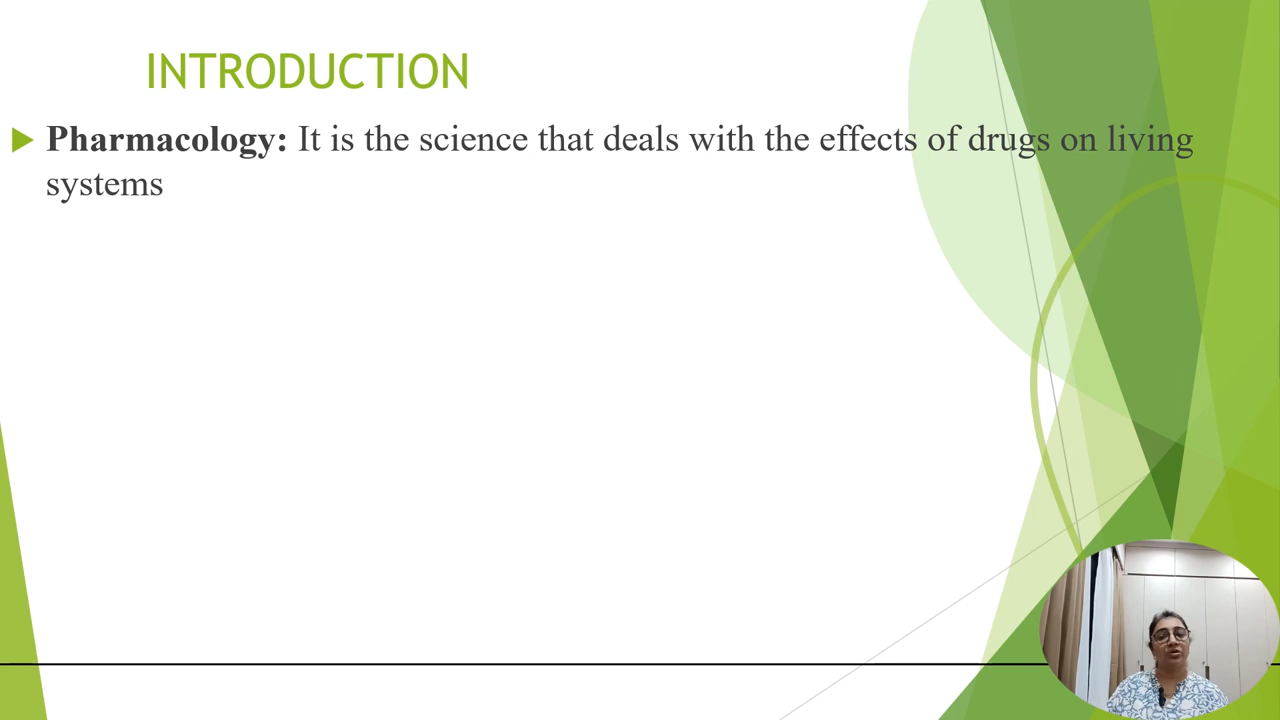 INTRODUCTION
Pharmacology: It is the science that deals with the effects of drugs on living
systems